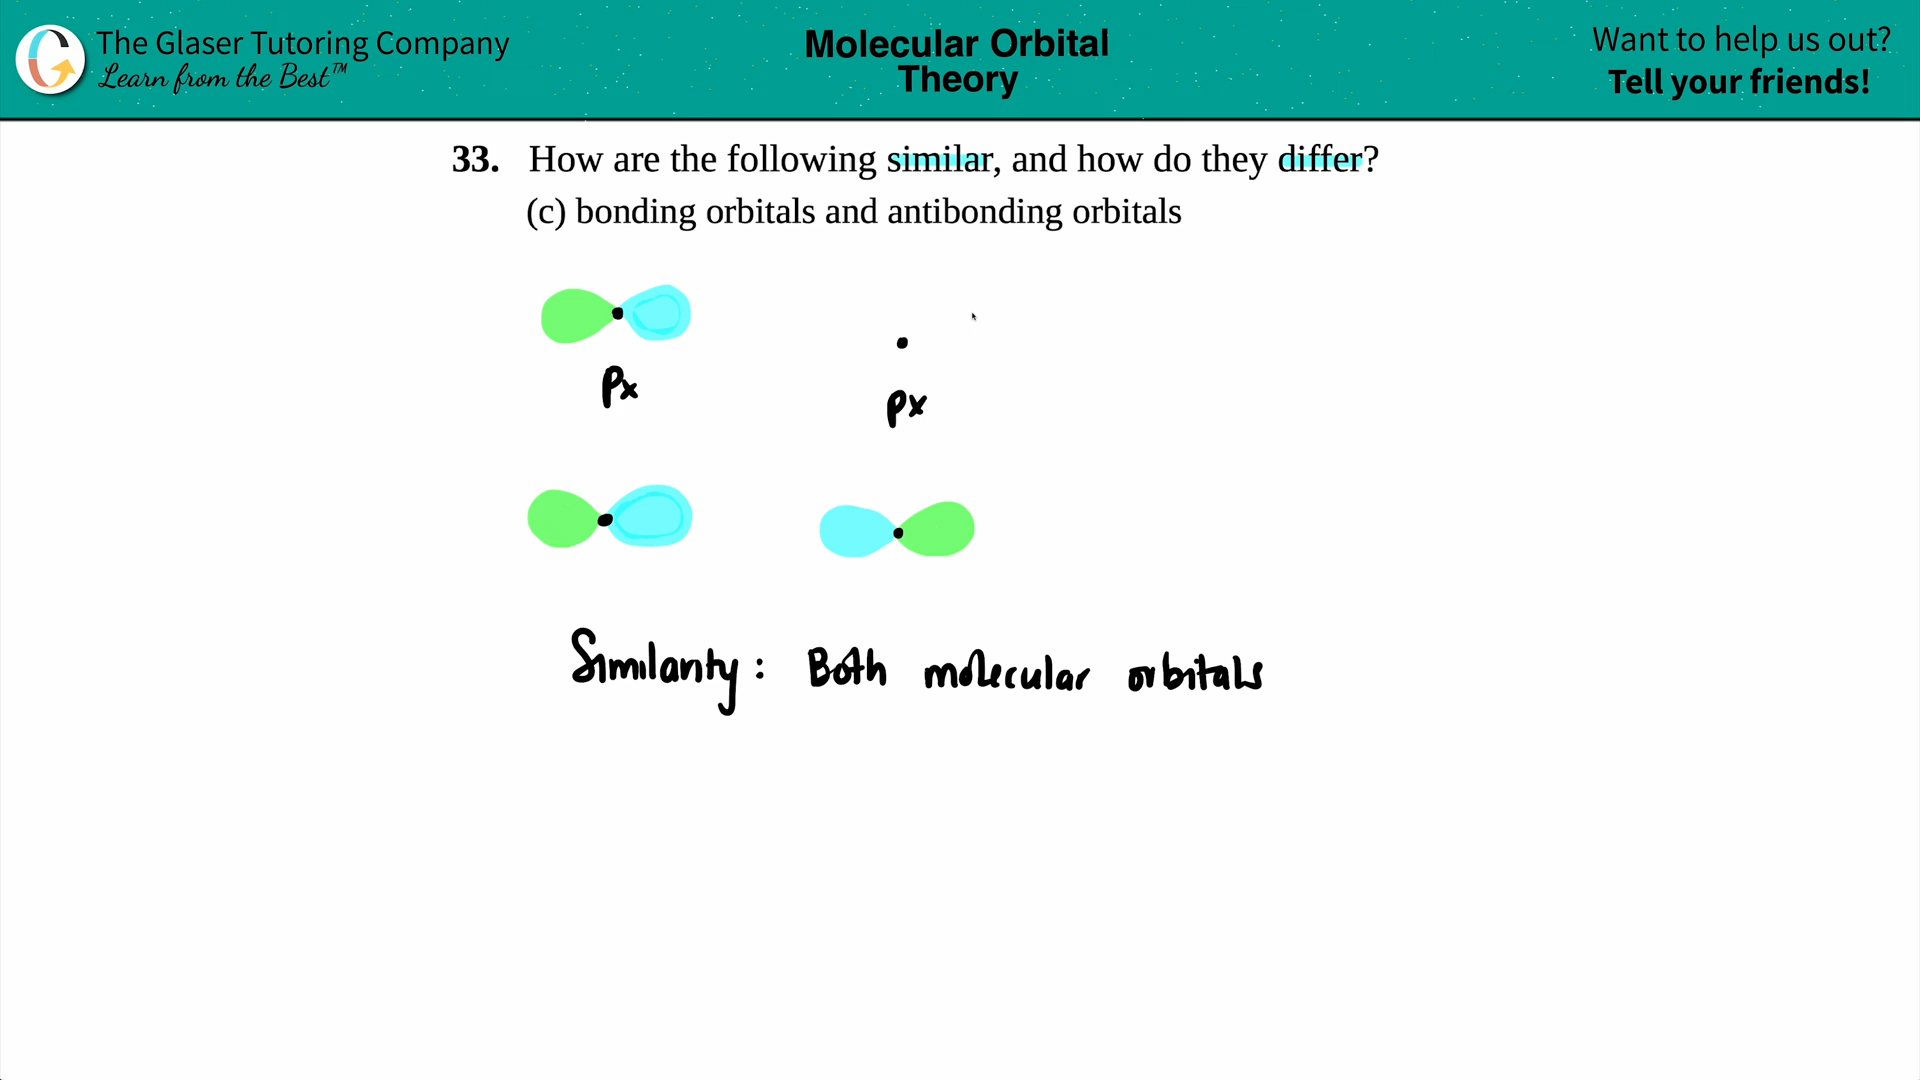 The Glaser Tutoring Company
Learn from the Best™
Molecular Orbital
Theory
Want to help us out?
Tell your friends!
33. How are the following similar, and how do they differ?
(c) bonding orbitals and antibonding orbitals
Px
Px
Similarity: Both molecular orbitals